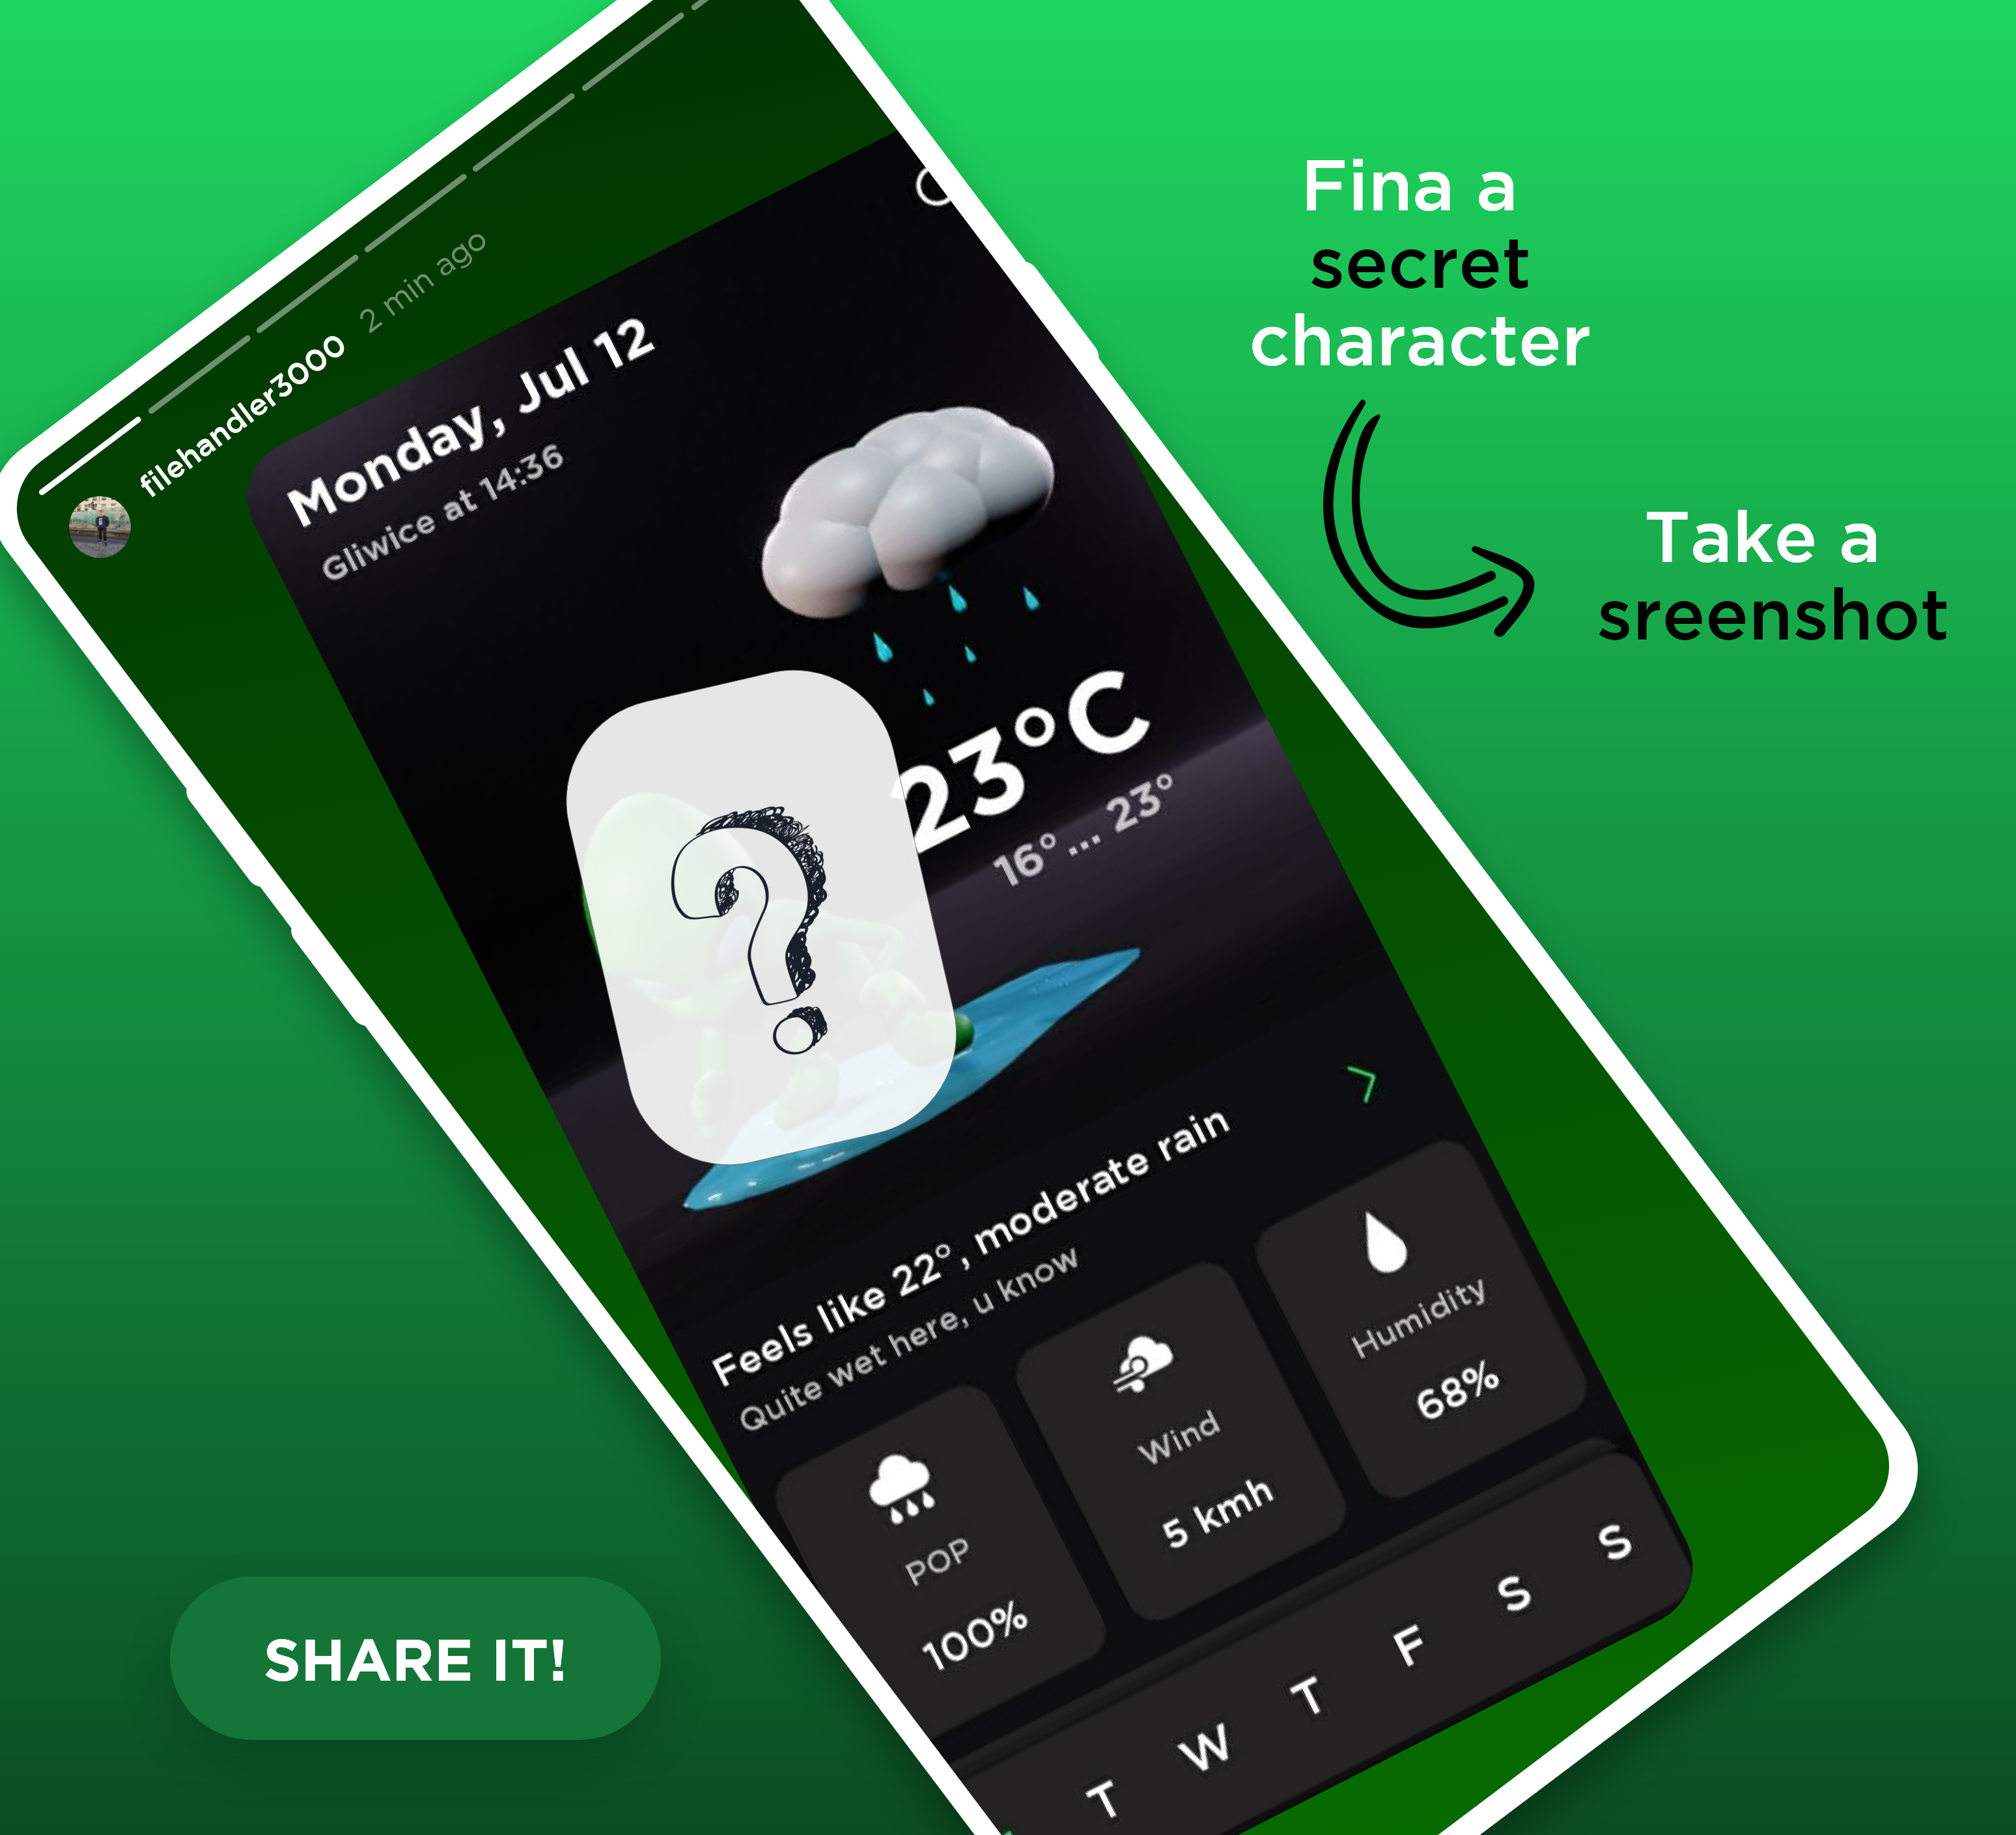 filehandler3000 2 min ago
Monday, Jul 12
Gliwice at 14:36
23°C
16° ... 23°
?
Feels like 22°, moderate rain
Quite wet here, u know
POP
100%
Wind
5 kmh
Humidity
68%
T W T F S S
Fina a
secret
character
Take a
sreenshot
SHARE IT!